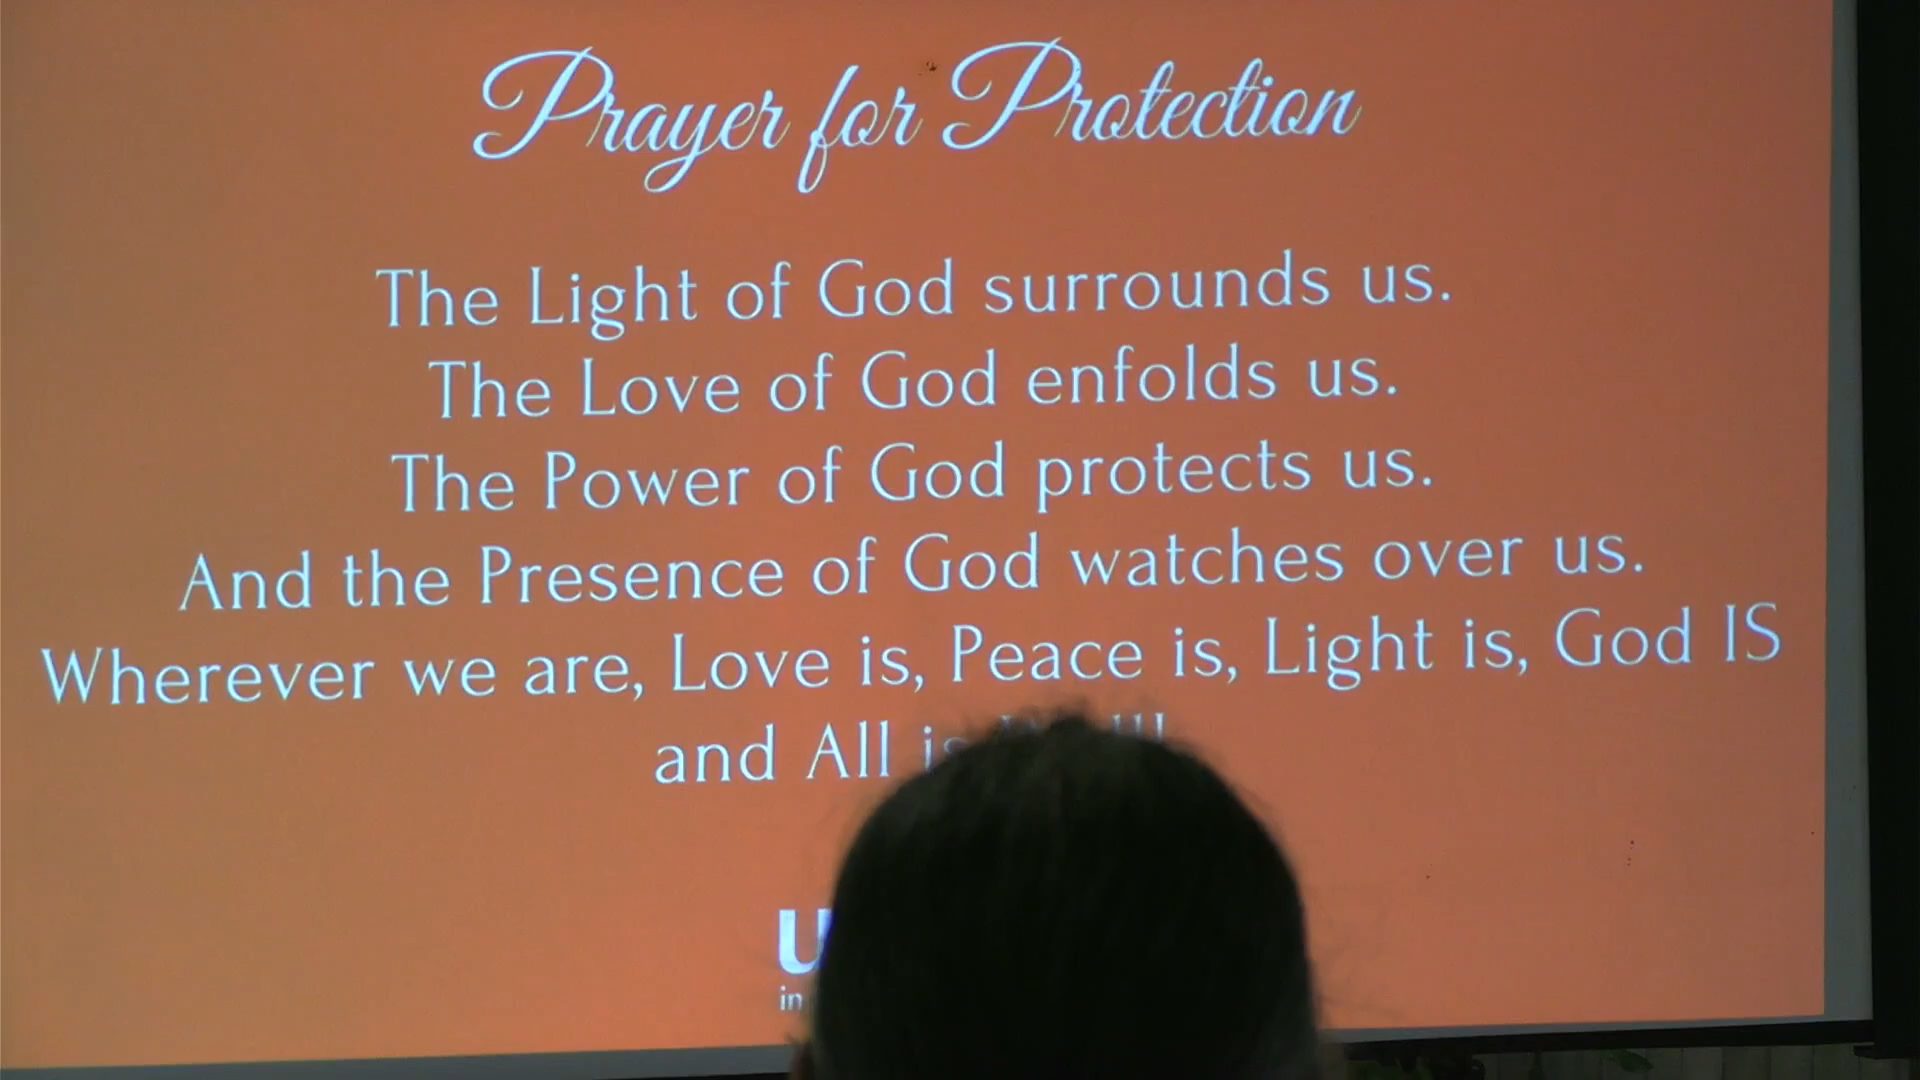 Prayer for Protection
The Light of God surrounds us.
The Love of God enfolds us.
The Power of God protects us.
And the Presence of God watches over us.
Wherever we are, Love is, Peace is, Light is, God IS
and All is
in